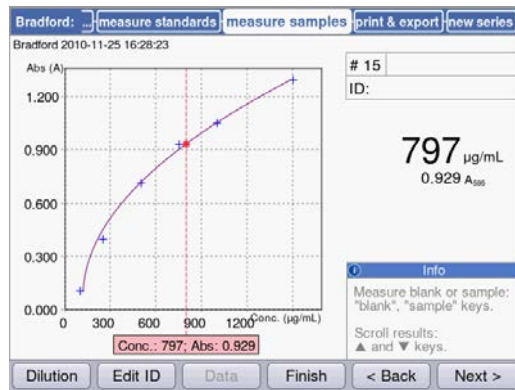 Bradford: ... measure standards measure samples print & export new series
Bradford 2010-11-25 16:28:23
Abs (A)
1.200
0.900
0.600
0.300
0.000
0 300 600 900 1200 Conc. (µg/mL)
Conc.: 797; Abs: 0.929
# 15
ID:
797 µg/mL
0.929 A595
Info
Measure blank or sample:
"blank", "sample" keys.
Scroll results:
▲ and ▼ keys.
Dilution Edit ID Data Finish < Back Next >